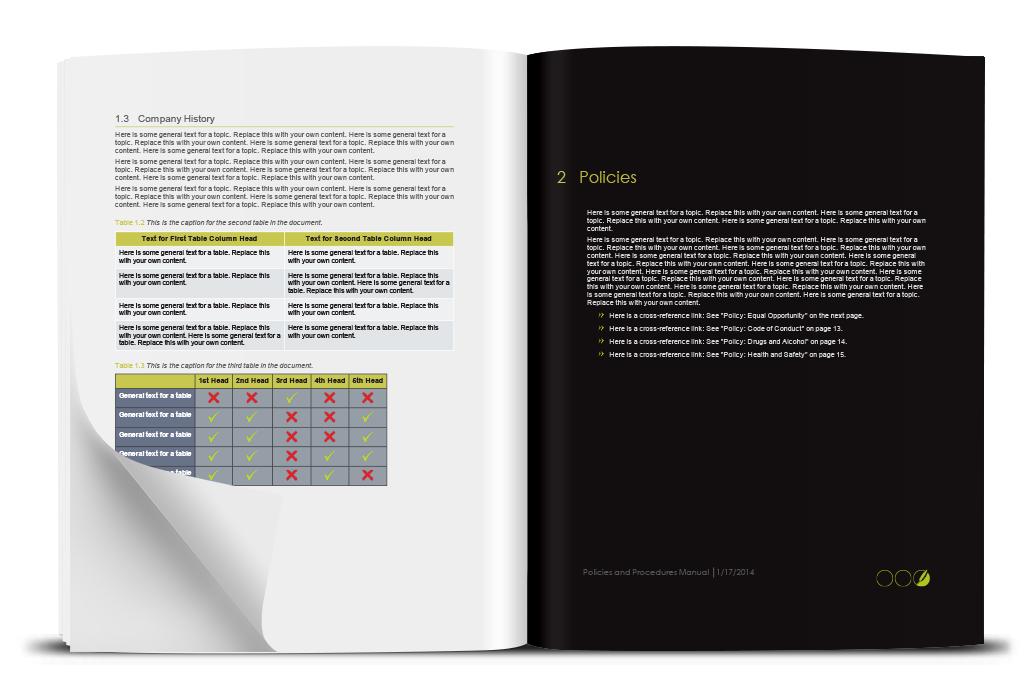 1.3 Company History
Here is some general text for a topic. Replace this with your own content. Here is some general text for a
topic. Replace this with your own content. Here is some general text for a topic. Replace this with your own
content. Here is some general text for a topic. Replace this with your own content.
Here is some general text for a topic. Replace this with your own content. Here is some general text for a
topic. Replace this with your own content. Here is some general text for a topic. Replace this with your own
content. Here is some general text for a topic. Replace this with your own content.
Here is some general text for a topic. Replace this with your own content. Here is some general text for a
topic. Replace this with your own content. Here is some general text for a topic. Replace this with your own
content. Here is some general text for a topic. Replace this with your own content.
Table 1.2 This is the caption for the second table in the document.
Text for First Table Column Head Text for Second Table Column Head
Here is some general text for a table. Replace this Here is some general text for a table. Replace this
with your own content. with your own content.
Here is some general text for a table. Replace this Here is some general text for a table. Replace this
with your own content. with your own content. Here is some general text for a
table. Replace this with your own content.
Here is some general text for a table. Replace this Here is some general text for a table. Replace this
with your own content. with your own content.
Here is some general text for a table. Replace this Here is some general text for a table. Replace this
with your own content. Here is some general text for a with your own content.
table. Replace this with your own content.
Table 1.3 This is the caption for the third table in the document.
1st Head 2nd Head 3rd Head 4th Head 5th Head
General text for a table
General text for a table
General text for a table
General text for a table
table
2 Policies
Here is some general text for a topic. Replace this with your own content. Here is some general text for a
topic. Replace this with your own content. Here is some general text for a topic. Replace this with your own
content.
Here is some general text for a topic. Replace this with your own content. Here is some general text for a
topic. Replace this with your own content. Here is some general text for a topic. Replace this with your own
content. Here is some general text for a topic. Replace this with your own content. Here is some general
text for a topic. Replace this with your own content. Here is some general text for a topic. Replace this with
your own content. Here is some general text for a topic. Replace this with your own content. Here is some
general text for a topic. Replace this with your own content. Here is some general text for a topic. Replace
this with your own content. Here is some general text for a topic. Replace this with your own content. Here
is some general text for a topic. Replace this with your own content. Here is some general text for a topic.
Replace this with your own content.
Here is a cross-reference link: See "Policy: Equal Opportunity" on the next page.
Here is a cross-reference link: See "Policy: Code of Conduct" on page 13.
Here is a cross-reference link: See "Policy: Drugs and Alcohol" on page 14.
Here is a cross-reference link: See "Policy: Health and Safety" on page 15.
Policies and Procedures Manual | 1/17/2014